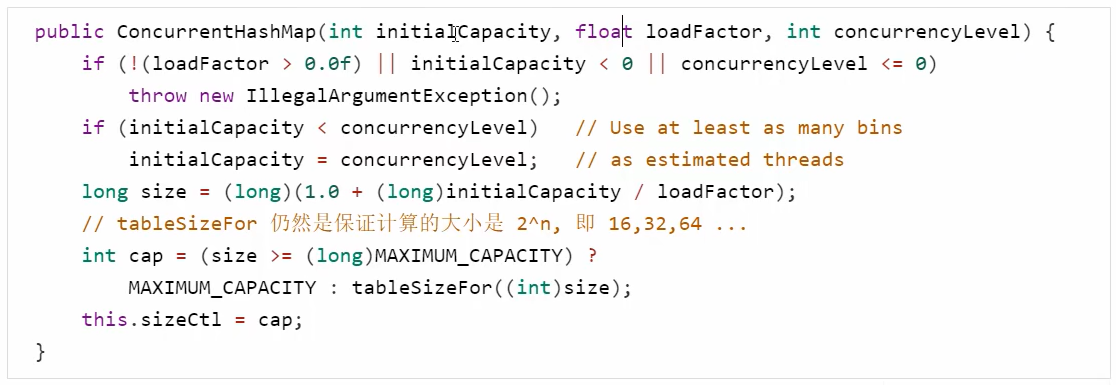 public ConcurrentHashMap(int initialCapacity, float loadFactor, int concurrencyLevel) {
    if (!(loadFactor > 0.0f) || initialCapacity < 0 || concurrencyLevel <= 0)
        throw new IllegalArgumentException();
    if (initialCapacity < concurrencyLevel)   // Use at least as many bins
        initialCapacity = concurrencyLevel;   // as estimated threads
    long size = (long)(1.0 + (long)initialCapacity / loadFactor);
    // tableSizeFor 仍然是保证计算的大小是 2^n, 即 16,32,64 ...
    int cap = (size >= (long)MAXIMUM_CAPACITY) ?
        MAXIMUM_CAPACITY : tableSizeFor((int)size);
    this.sizeCtl = cap;
}